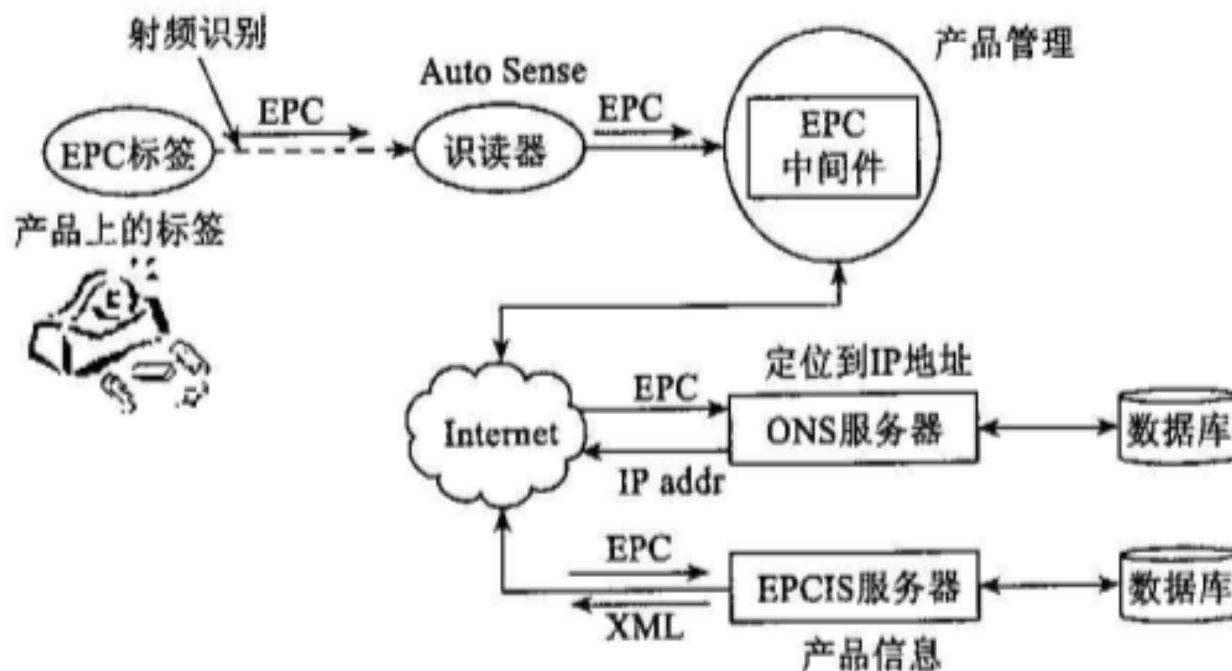 射频识别
产品管理
Auto Sense
EPC
EPC
EPC
中间件
EPC标签
识读器
产品上的标签
定位到IP地址
EPC
Internet
ONS服务器
数据库
IP addr
EPC
EPCIS服务器
数据库
XML
产品信息